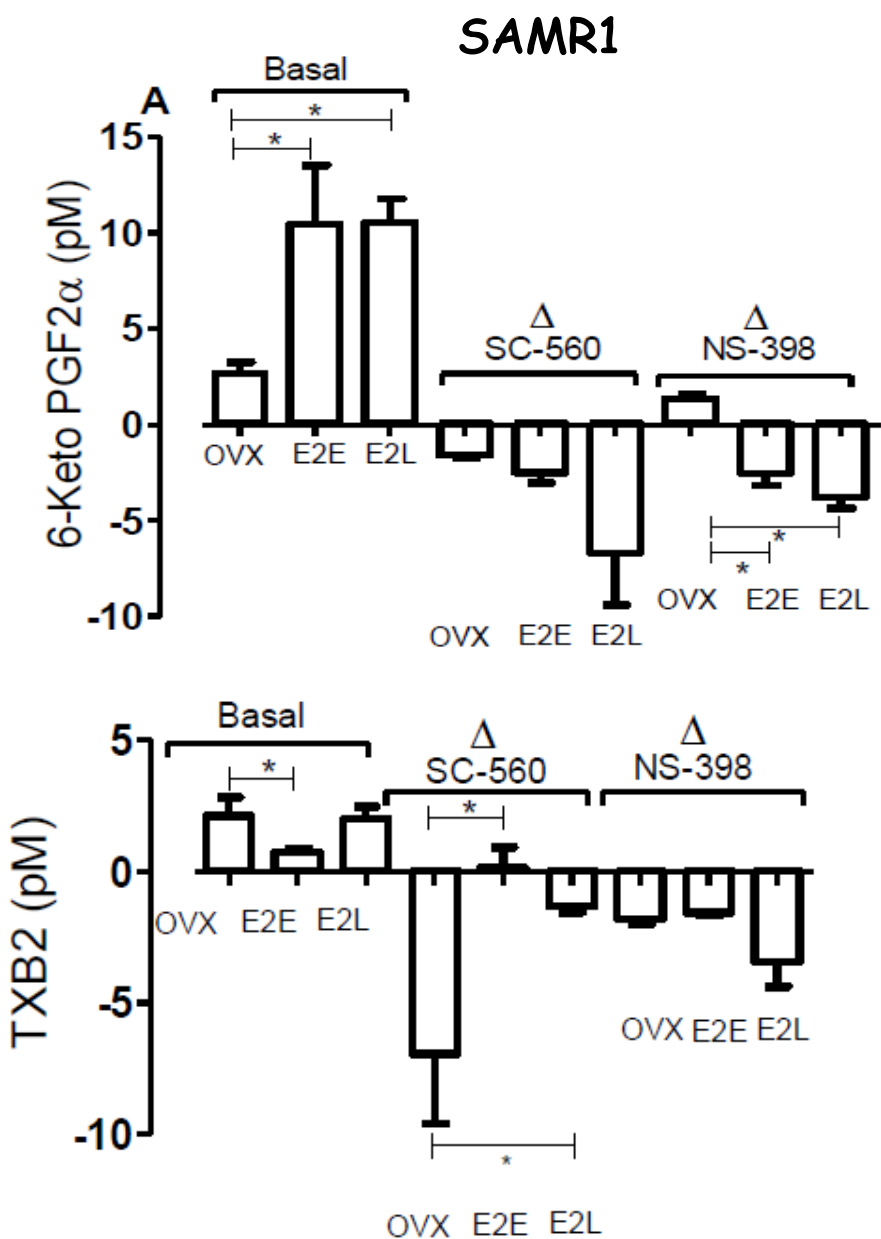 SAMR1
Basal
A
* *
15
10
5
0
-5
-10
6-Keto PGF2α (pM)
Δ Δ
SC-560 NS-398
OVX E2E E2L
* *
OVX E2E E2L
OVX E2E E2L
Basal
Δ Δ
SC-560 NS-398
* *
5
0
-5
-10
TXB2 (pM)
OVX E2E E2L
OVX E2E E2L
*
OVX E2E E2L